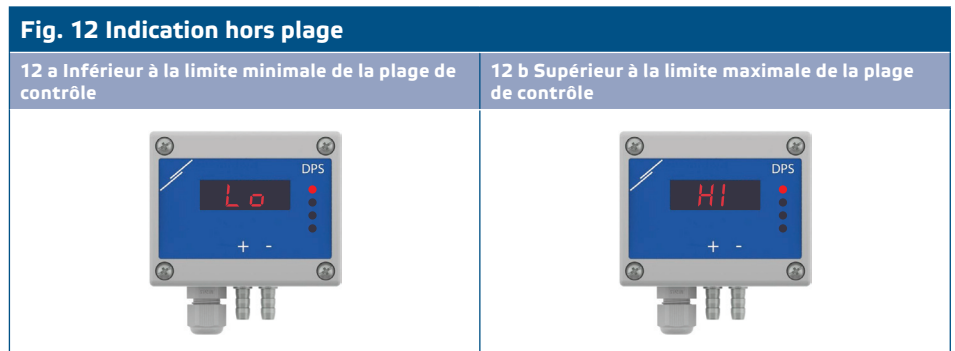 Fig. 12 Indication hors plage
12 a Inférieur à la limite minimale de la plage de
contrôle
12 b Supérieur à la limite maximale de la plage
de contrôle
DPS
Lo
+ -
DPS
HI
+ -